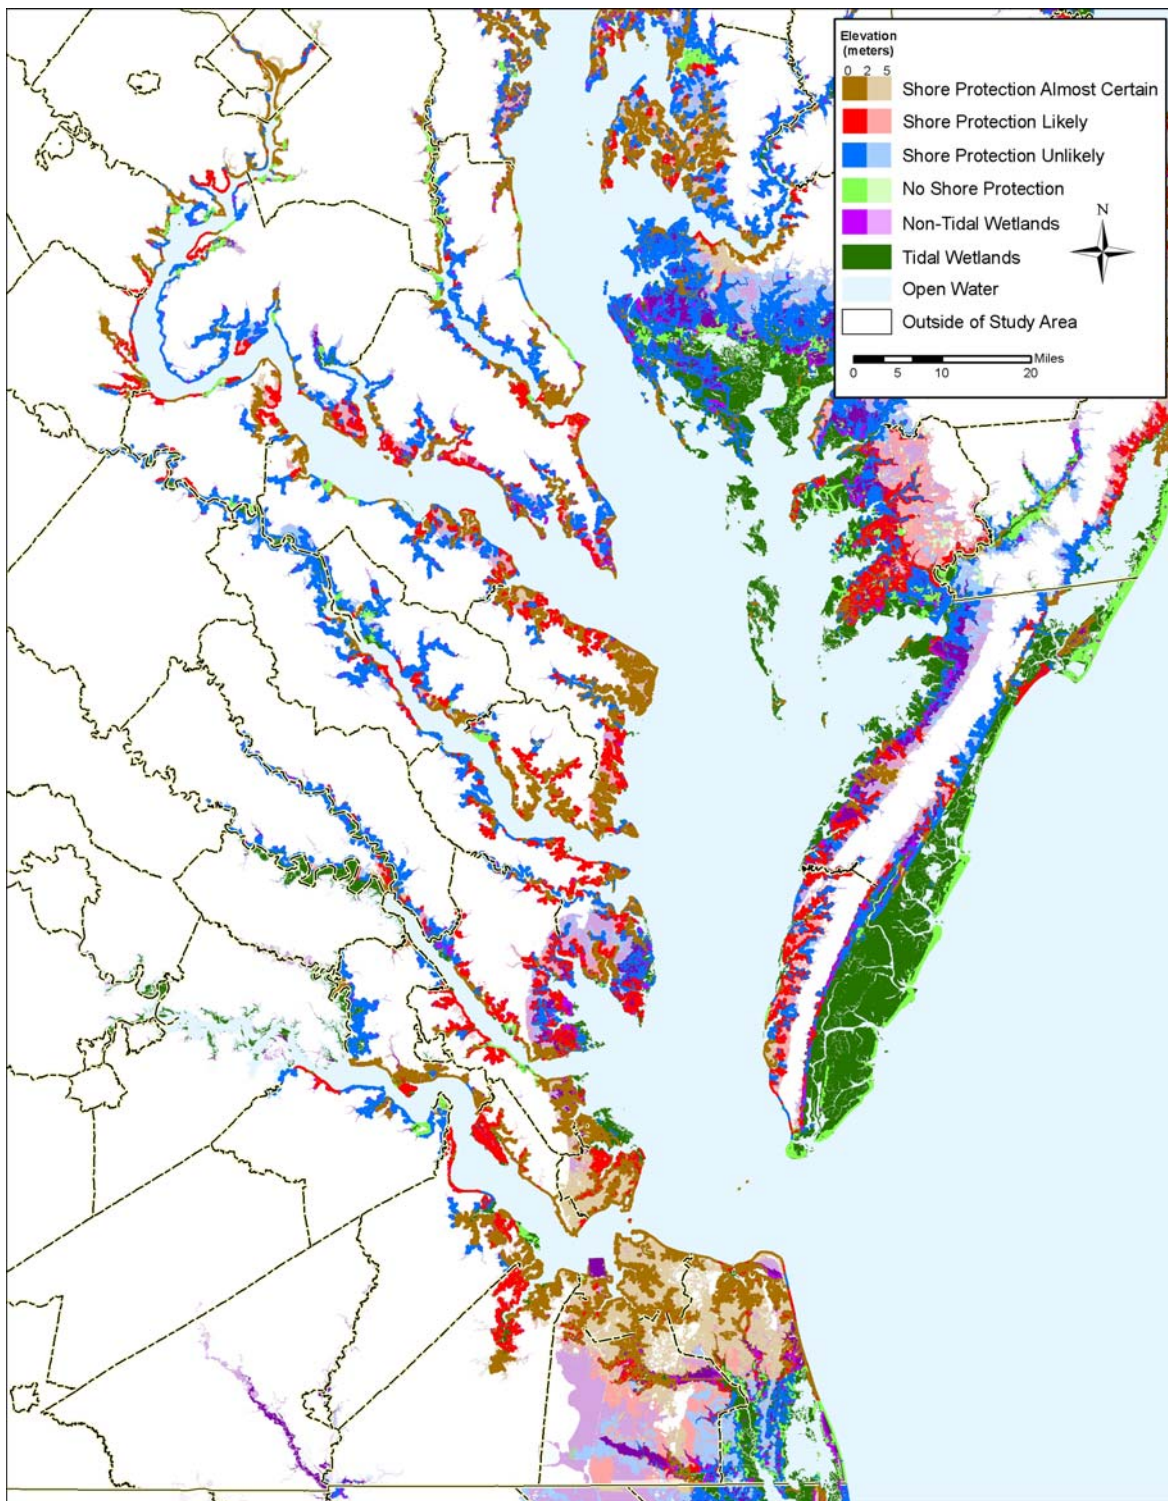 Elevation
(meters)
0 2 5
Shore Protection Almost Certain
Shore Protection Likely
Shore Protection Unlikely
No Shore Protection
Non-Tidal Wetlands
Tidal Wetlands
Open Water
Outside of Study Area
N
Miles
0 5 10 20